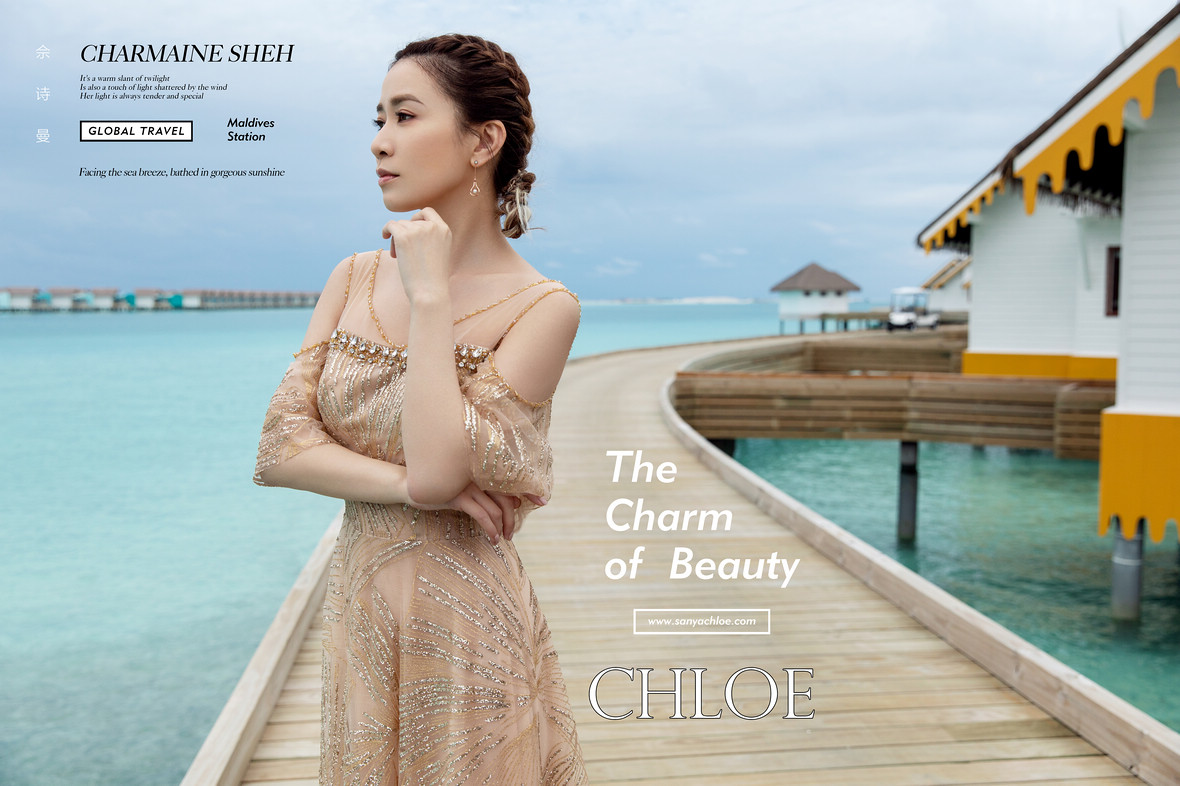 佘
诗
曼
CHARMAINE SHEH
It's a warm slant of twilight
Is also a touch of light shattered by the wind
Her light is always tender and special
GLOBAL TRAVEL
Maldives
Station
Facing the sea breeze, bathed in gorgeous sunshine
The
Charm
of Beauty
www.sanyachloe.com
CHLOE